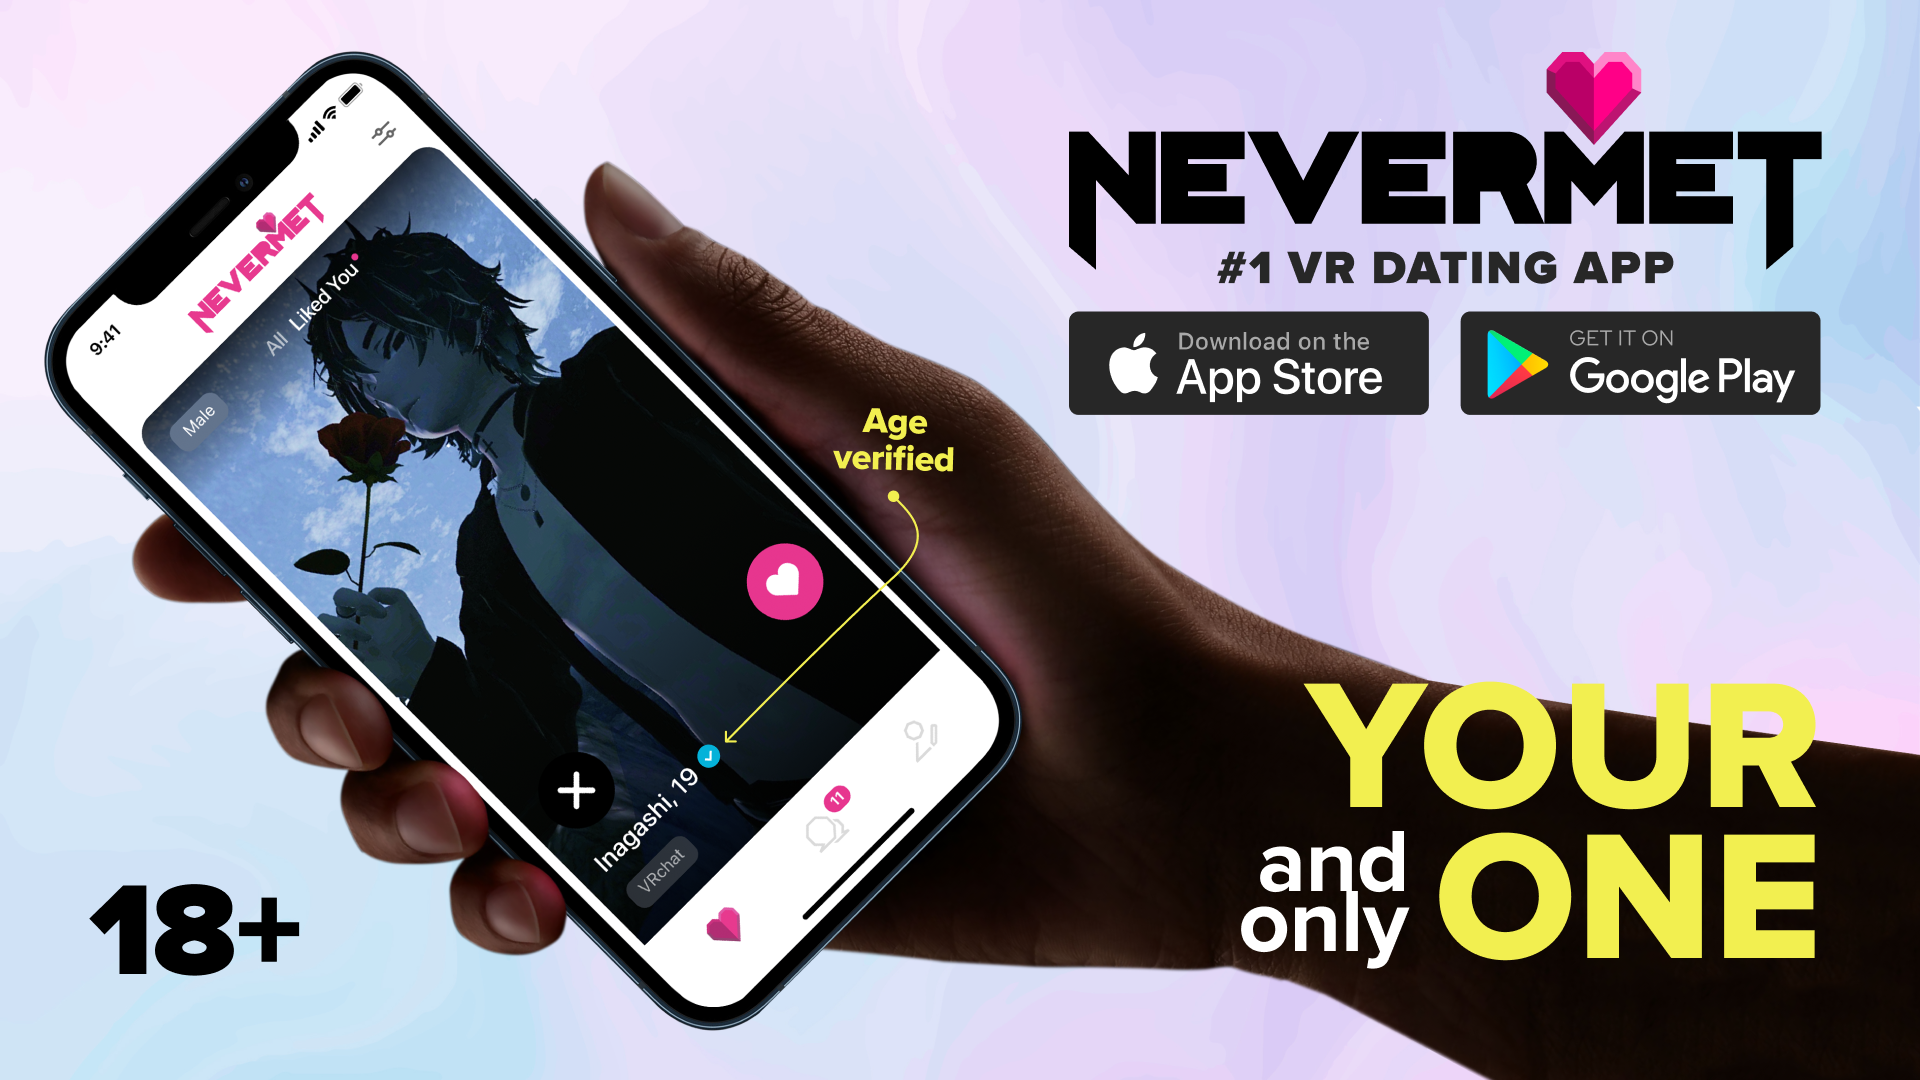 9:41
NEVERMET
All Liked You
Male
Inagashi, 19
VRchat
11
Age
verified
NEVERMET
#1 VR DATING APP
Download on the
App Store
GET IT ON
Google Play
YOUR
and
only
ONE
18+